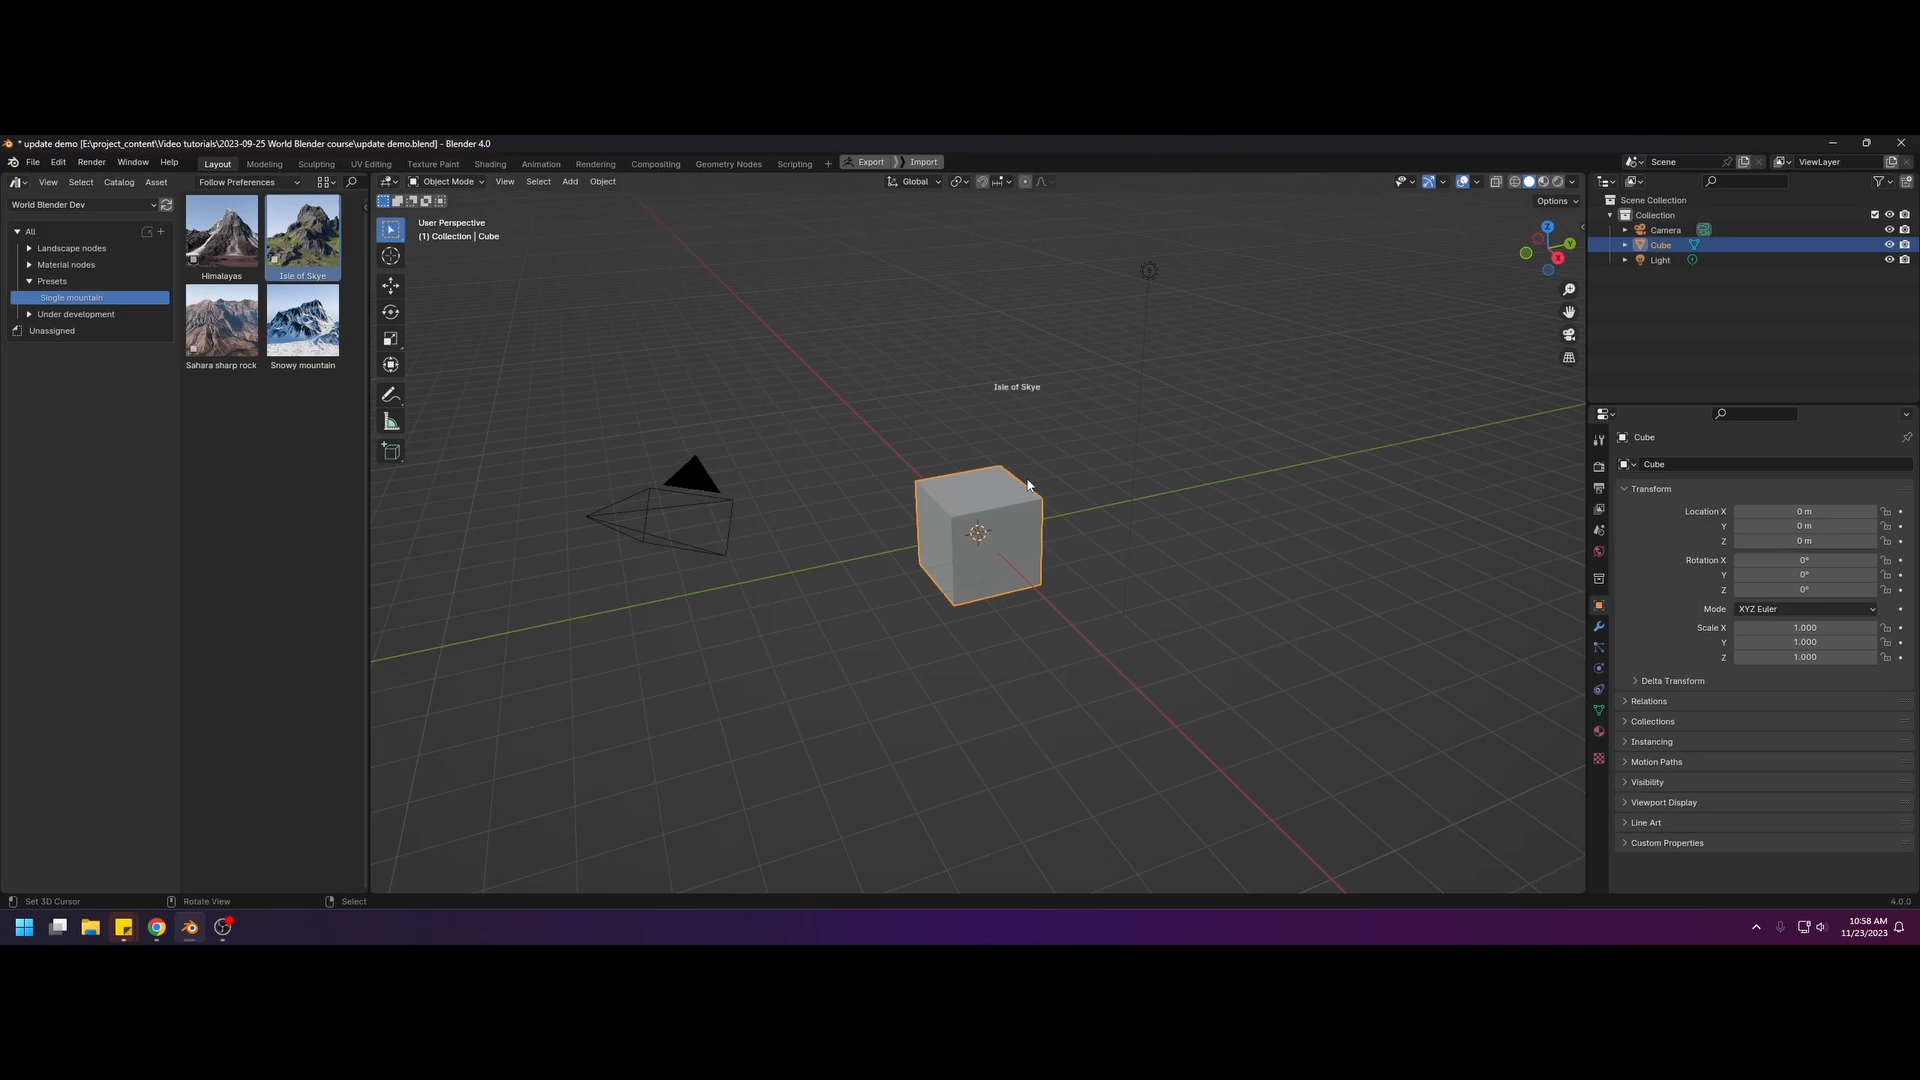 * update demo [E:\project_content\Video tutorials\2023-09-25 World Blender course\update demo.blend] - Blender 4.0
File Edit Render Window Help Layout Modeling Sculpting UV Editing Texture Paint Shading Animation Rendering Compositing Geometry Nodes Scripting + Export Import Scene ViewLayer
View Select Catalog Asset Follow Preferences
Object Mode View Select Add Object Global
Options
World Blender Dev
All
Landscape nodes
Material nodes
Presets
Single mountain
Under development
Unassigned
Himalayas
Isle of Skye
Sahara sharp rock
Snowy mountain
User Perspective
(1) Collection | Cube
Isle of Skye
Z
Y
X
Scene Collection
Collection
Camera
Cube
Light
Cube
Cube
Transform
Location X 0 m
Y 0 m
Z 0 m
Rotation X 0°
Y 0°
Z 0°
Mode XYZ Euler
Scale X 1.000
Y 1.000
Z 1.000
Delta Transform
Relations
Collections
Instancing
Motion Paths
Visibility
Viewport Display
Line Art
Custom Properties
Set 3D Cursor
Rotate View
Select
4.0.0
10:58 AM
11/23/2023